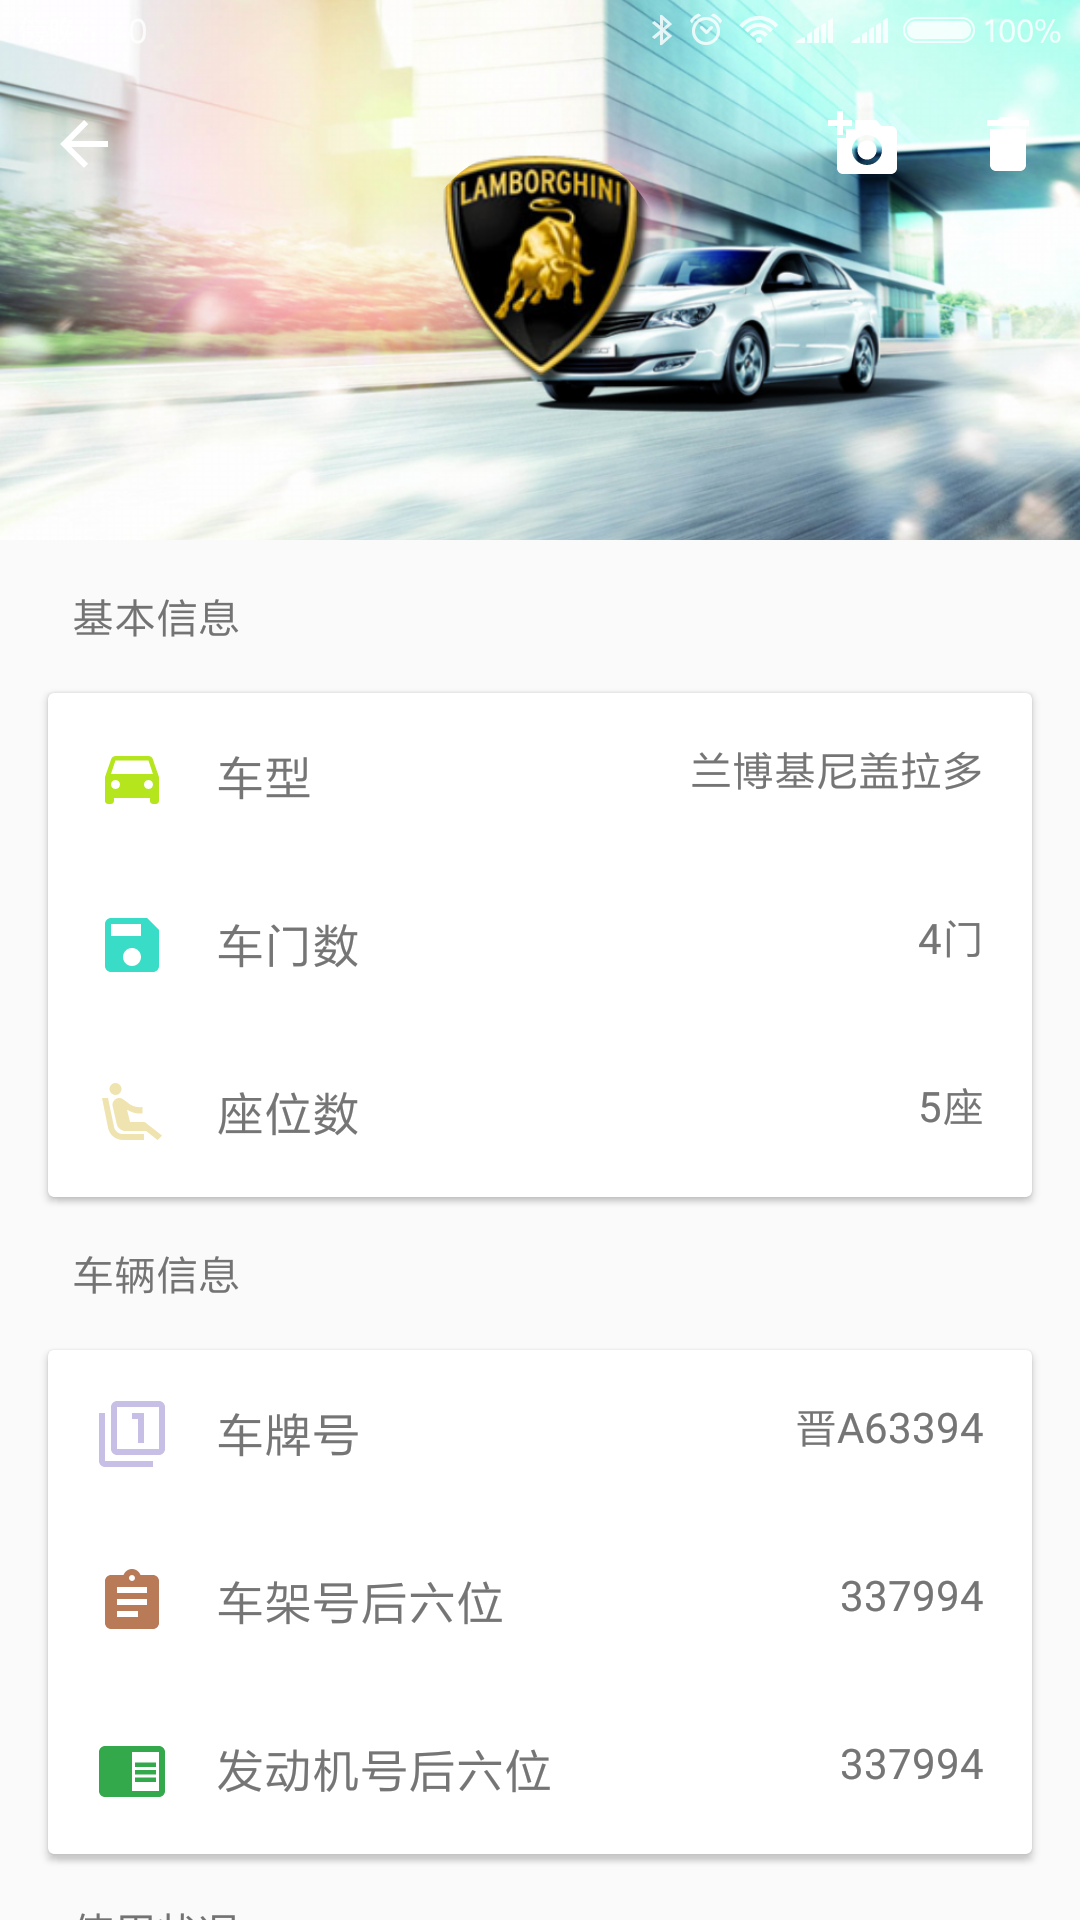 100%
LAMBORGHINI
基本信息
车型 兰博基尼盖拉多
车门数 4门
座位数 5座
车辆信息
1
车牌号 晋A63394
车架号后六位 337994
发动机号后六位 337994